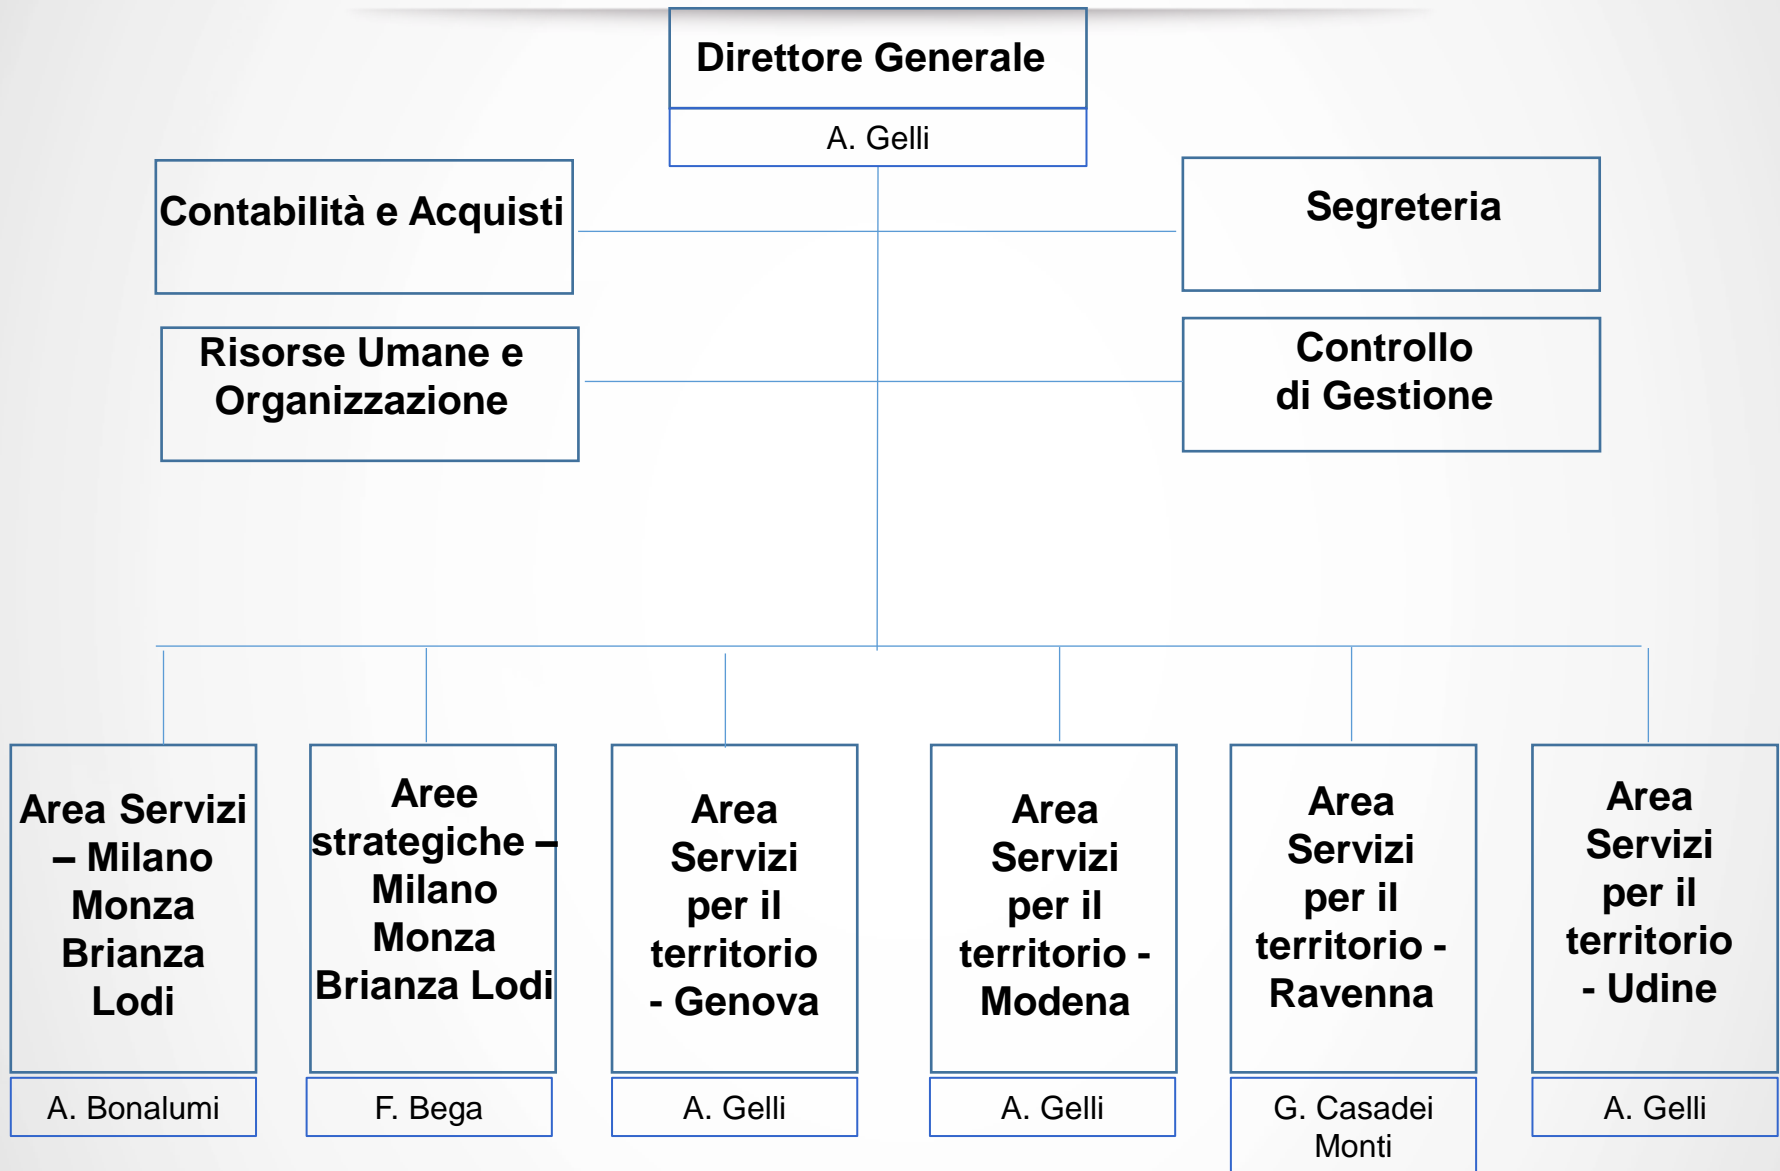 Direttore Generale
A. Gelli
Contabilità e Acquisti
Segreteria
Risorse Umane e
Organizzazione
Controllo
di Gestione
Area Servizi
– Milano
Monza
Brianza
Lodi
A. Bonalumi
Aree
strategiche –
Milano
Monza
Brianza Lodi
F. Bega
Area
Servizi
per il
territorio
- Genova
A. Gelli
Area
Servizi
per il
territorio -
Modena
A. Gelli
Area
Servizi
per il
territorio -
Ravenna
G. Casadei
Monti
Area
Servizi
per il
territorio
- Udine
A. Gelli